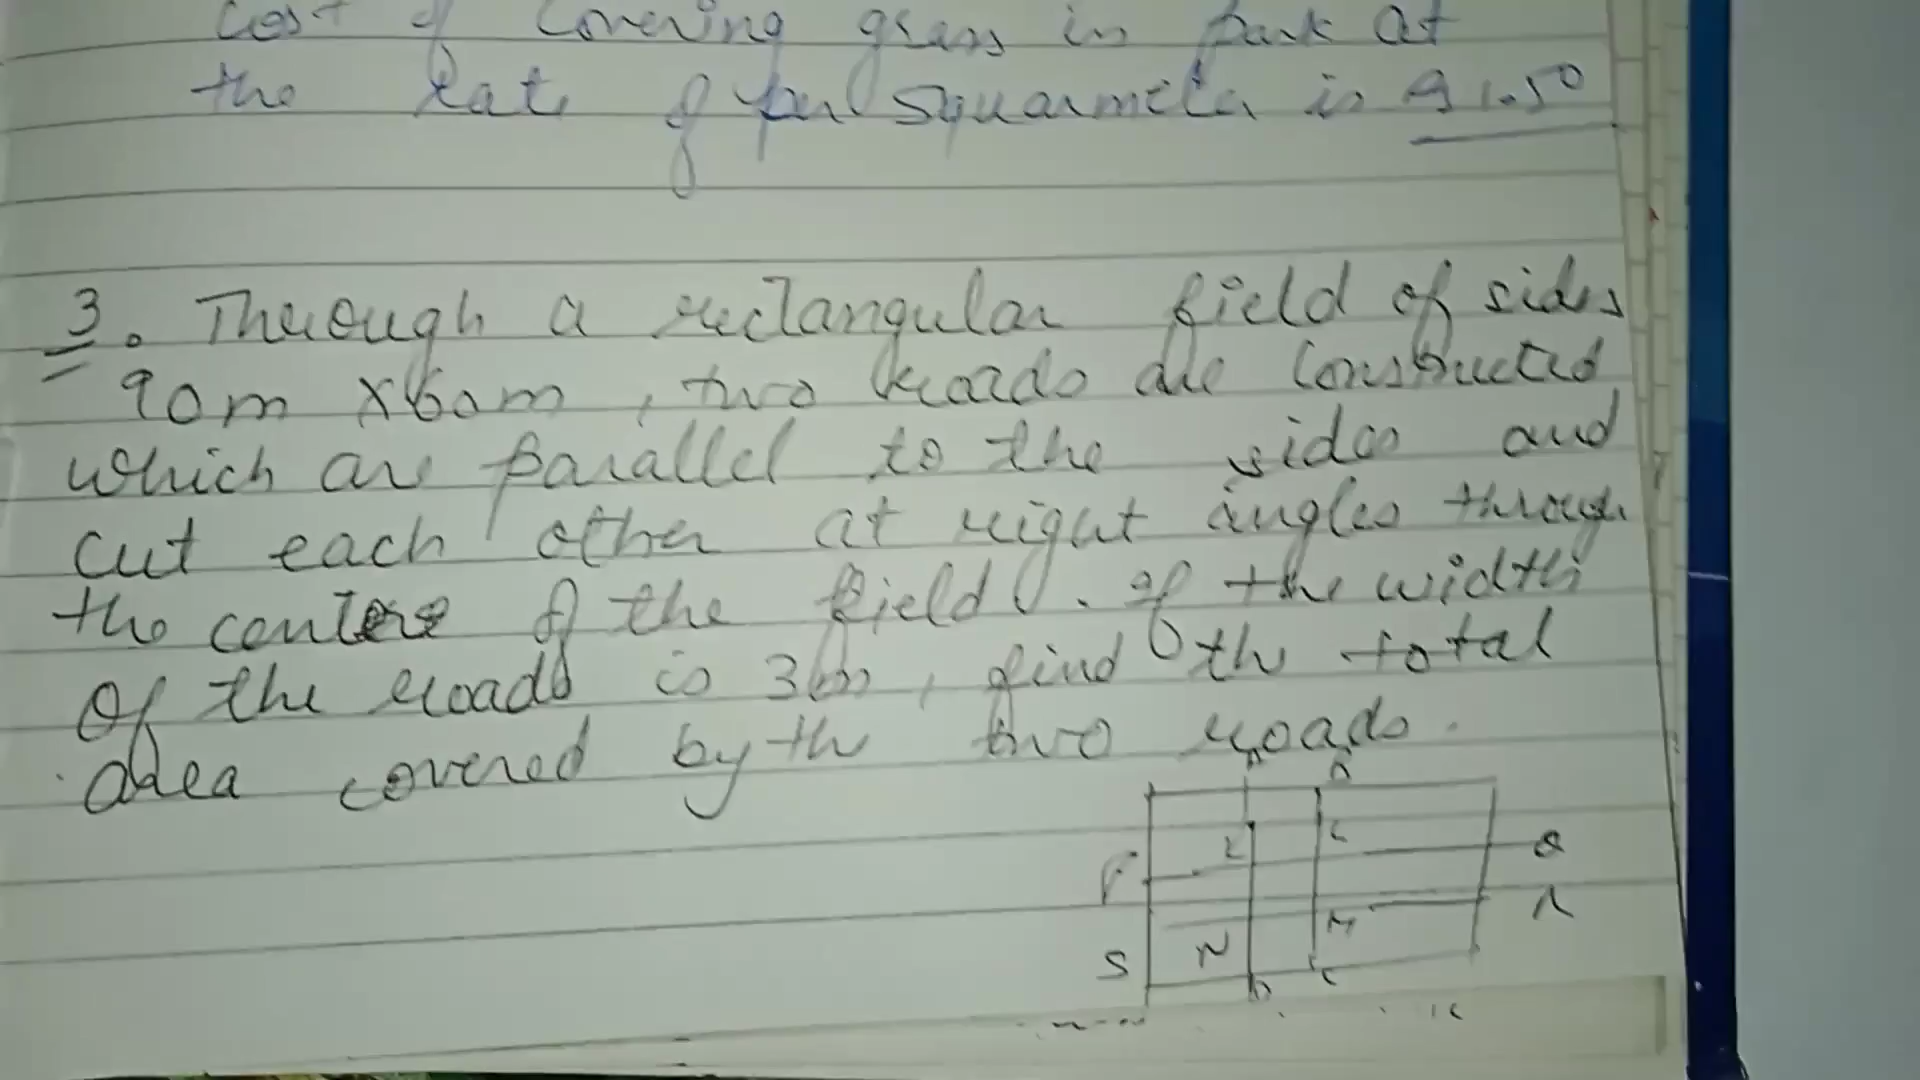 cost of covering grass in park at
the rate of per squarmeter is 91.50
3. Through a rectangular field of sides
90m x 60m, two roads are constructed
which are parallel to the sides and
cut each other at right angles through
the centre of the field. If the width
of the roads is 3m, find the total
area covered by the two roads.
A B
K L Q
P
M R
S N
D C